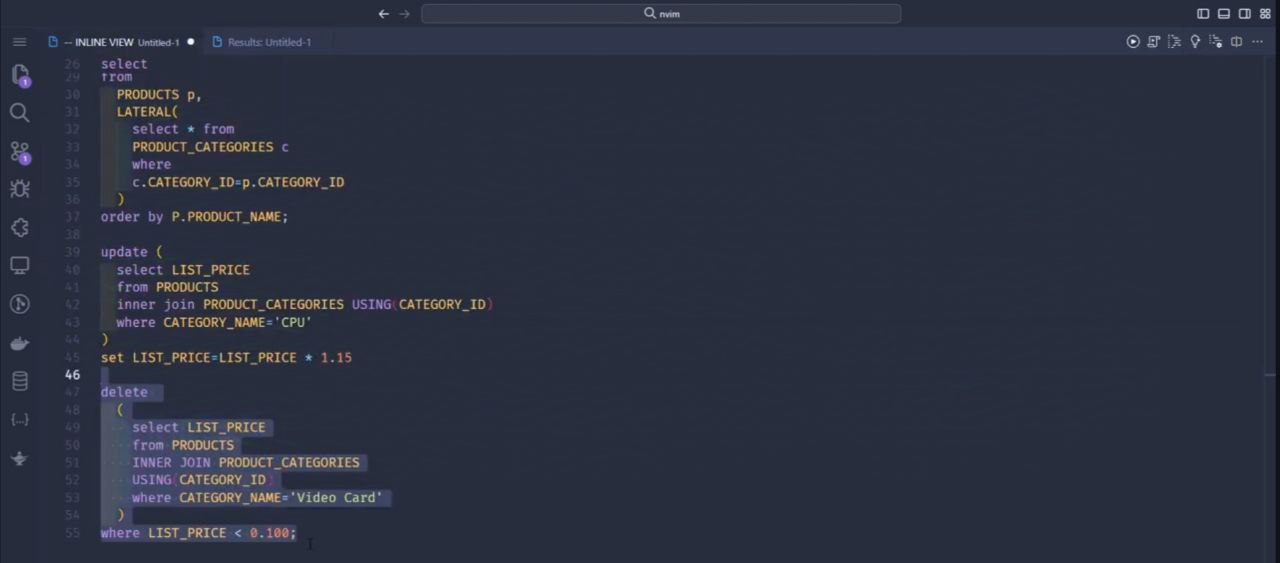 nvim
-- INLINE VIEW Untitled-1
Results: Untitled-1
26 select
29 from
30 PRODUCTS p,
31 LATERAL(
32 select * from
33 PRODUCT_CATEGORIES c
34 where
35 c.CATEGORY_ID=p.CATEGORY_ID
36 )
37 order by P.PRODUCT_NAME;
38
39 update (
40 select LIST_PRICE
41 from PRODUCTS
42 inner join PRODUCT_CATEGORIES USING(CATEGORY_ID)
43 where CATEGORY_NAME='CPU'
44 )
45 set LIST_PRICE=LIST_PRICE * 1.15
46
47 delete
48 (
49 select LIST_PRICE
50 from PRODUCTS
51 INNER JOIN PRODUCT_CATEGORIES
52 USING(CATEGORY_ID)
53 where CATEGORY_NAME='Video Card'
54 )
55 where LIST_PRICE < 0.100;
1
1